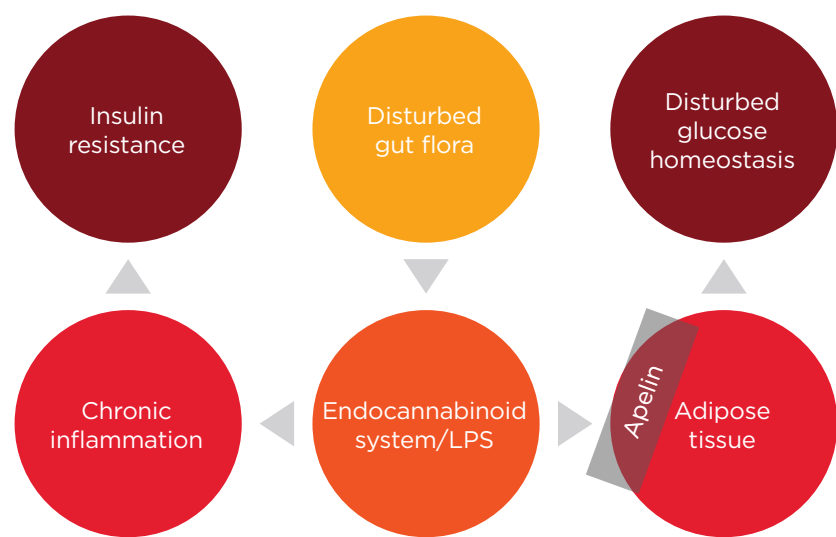 Insulin
resistance
Disturbed
gut flora
Disturbed
glucose
homeostasis
Chronic
inflammation
Endocannabinoid
system/LPS
Apelin
Adipose
tissue